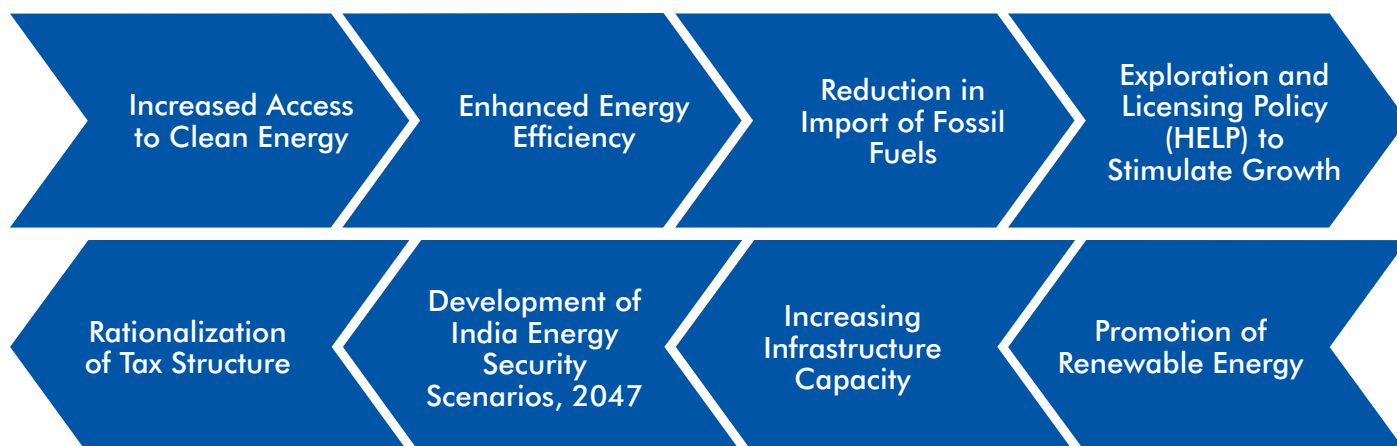 Increased Access
to Clean Energy
Enhanced Energy
Efficiency
Reduction in
Import of Fossil
Fuels
Exploration and
Licensing Policy
(HELP) to
Stimulate Growth
Promotion of
Renewable Energy
Increasing
Infrastructure
Capacity
Development of
India Energy
Security
Scenarios, 2047
Rationalization
of Tax Structure